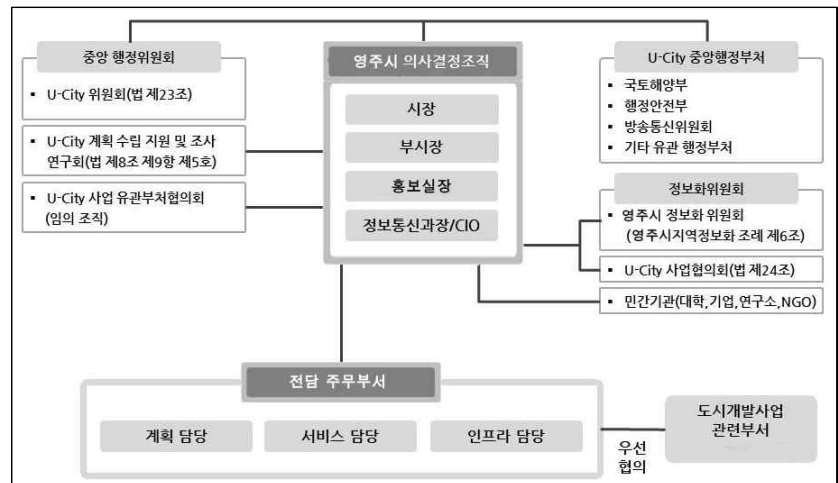 중앙 행정위원회
▪ U-City 위원회(법 제23조)
▪ U-City 계획 수립 지원 및 조사
연구회(법 제8조 제9항 제5호)
▪ U-City 사업 유관부처협의회
(임의 조직)
영주시 의사결정조직
시장
부시장
홍보실장
정보통신과장/CIO
U-City 중앙행정부처
▪ 국토해양부
▪ 행정안전부
▪ 방송통신위원회
▪ 기타 유관 행정부처
정보화위원회
▪ 영주시 정보화 위원회
(영주시지역정보화 조례 제6조)
▪ U-City 사업협의회(법 제24조)
▪ 민간기관(대학,기업,연구소,NGO)
전담 주무부서
계획 담당
서비스 담당
인프라 담당
우선
협의
도시개발사업
관련부서